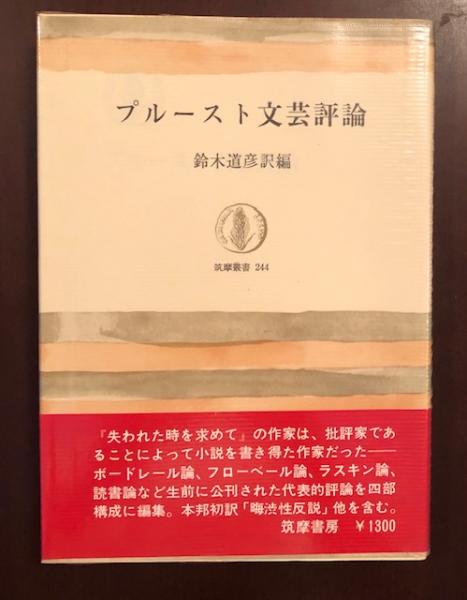 プルースト文芸評論
鈴木道彦訳編
筑摩叢書 244
『失われた時を求めて』の作家は、批評家であ
ることによって小説を書き得た作家だった――
ボードレール論、フローベール論、ラスキン論、
読書論など生前に公刊された代表的評論を四部
構成に編集。本邦初訳「晦渋性反説」他を含む。
筑摩書房 ￥1300